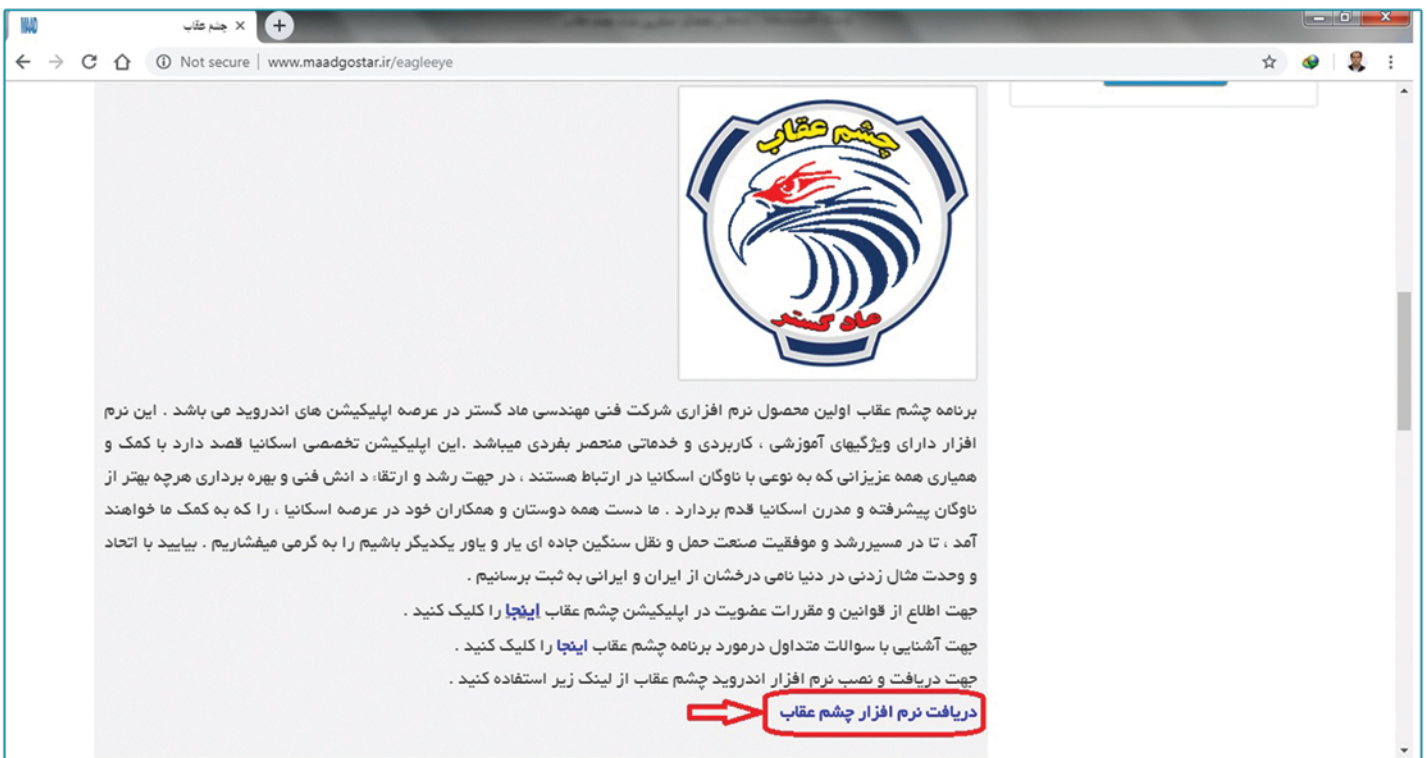 MAAD
چشم عقاب
Not secure | www.maadgostar.ir/eagleeye
چشم عقاب
ماد گستر
برنامه چشم عقاب اولین محصول نرم افزاری شرکت فنی مهندسی ماد گستر در عرصه اپلیکیشن های اندروید می باشد . این نرم
افزار دارای ویژگیهای آموزشی ، کاربردی و خدماتی منحصر بفردی میباشد .این اپلیکیشن تخصصی اسکانیا قصد دارد با کمک و
همیاری همه عزیزانی که به نوعی با ناوگان اسکانیا در ارتباط هستند ، در جهت رشد و ارتقاء د انش فنی و بهره برداری هرچه بهتر از
ناوگان پیشرفته و مدرن اسکانیا قدم بردارد . ما دست همه دوستان و همکاران خود در عرصه اسکانیا ، را که به کمک ما خواهند
آمد ، تا در مسیررشد و موفقیت صنعت حمل و نقل سنگین جاده ای یار و یاور یکدیگر باشیم را به گرمی میفشاریم . بیایید با اتحاد
و وحدت مثال زدنی در دنیا نامی درخشان از ایران و ایرانی به ثبت برسانیم .
جهت اطلاع از قوانین و مقررات عضویت در اپلیکیشن چشم عقاب اینجا را کلیک کنید .
جهت آشنایی با سوالات متداول درمورد برنامه چشم عقاب اینجا را کلیک کنید .
جهت دریافت و نصب نرم افزار اندروید چشم عقاب از لینک زیر استفاده کنید .
دریافت نرم افزار چشم عقاب